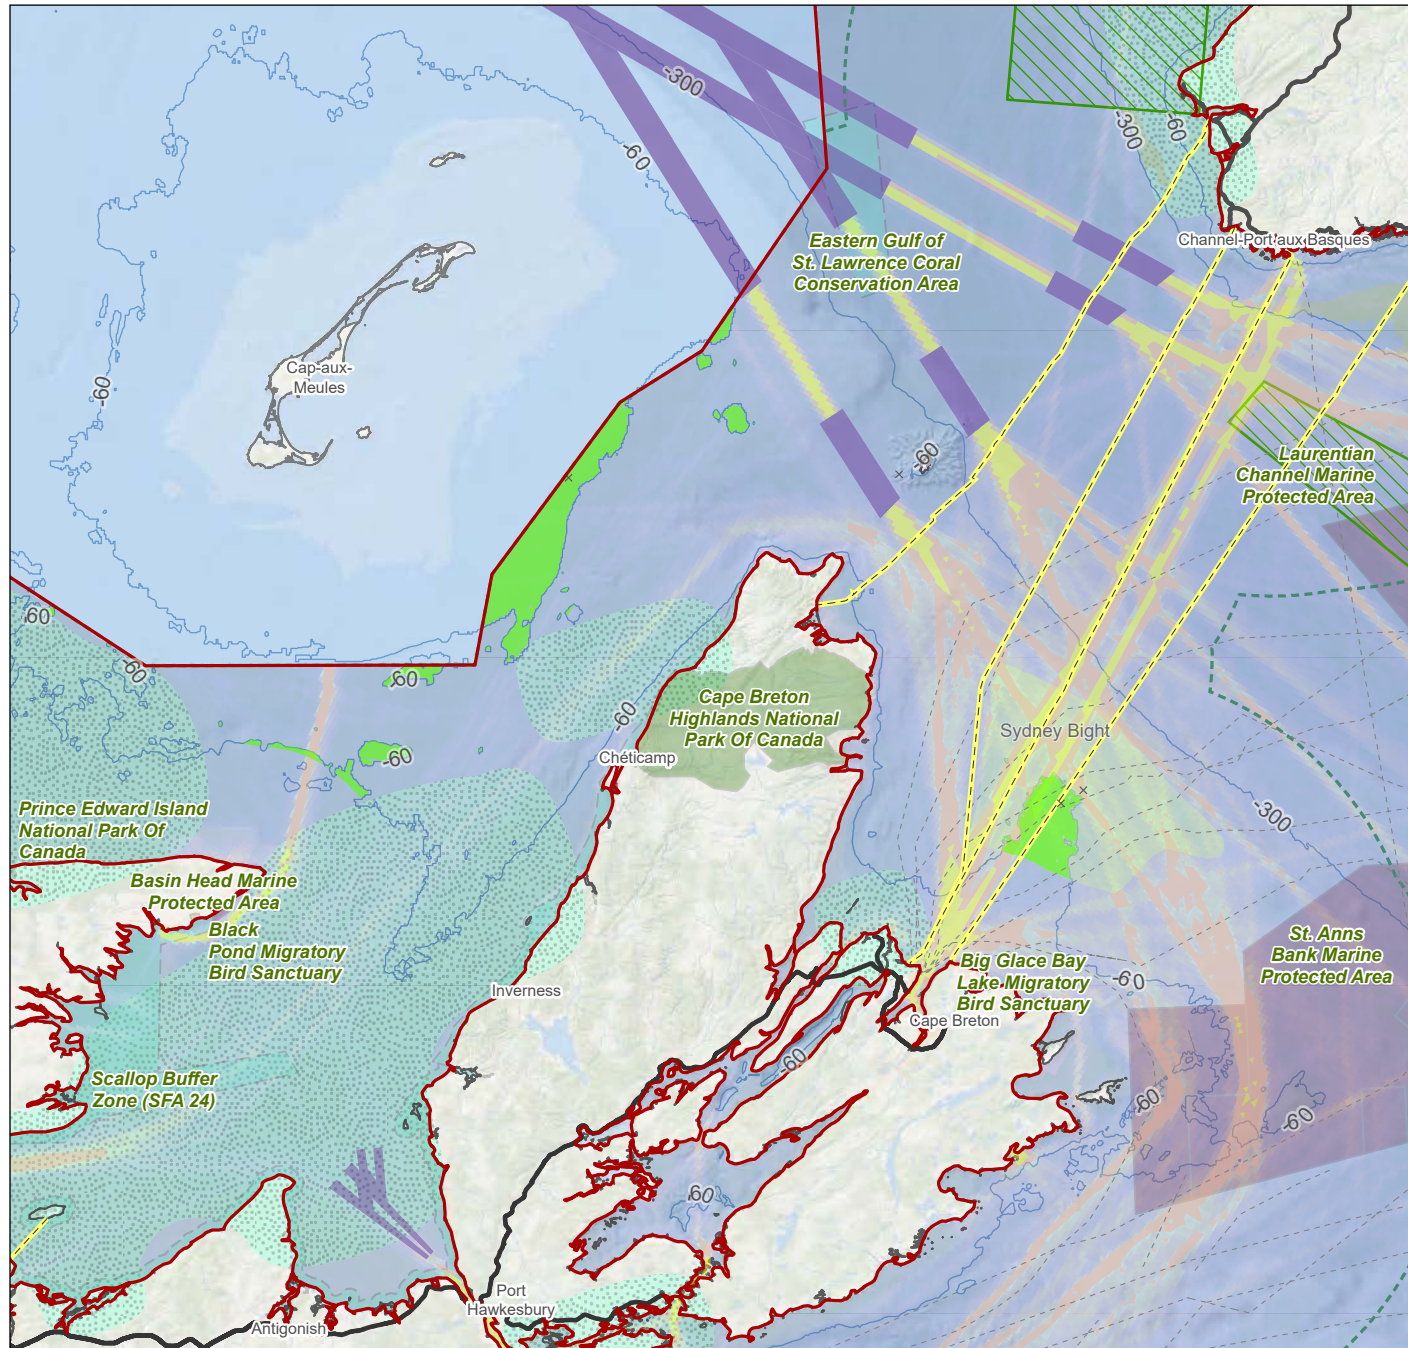 -300
-60
-300
-60
Channel-Port aux Basques
Eastern Gulf of
St. Lawrence Coral
Conservation Area
Cap-aux-
Meules
-60
-60
Laurentian
Channel Marine
Protected Area
60
-60
-60
-60
Cape Breton
Highlands National
Park Of Canada
Sydney Bight
-60
Chéticamp
Prince Edward Island
National Park Of
Canada
-300
Basin Head Marine
Protected Area
Black
Pond Migratory
Bird Sanctuary
St. Anns
Bank Marine
Protected Area
Big Glace Bay
Lake Migratory
Bird Sanctuary
-60
Inverness
Cape Breton
-60
Scallop Buffer
Zone (SFA 24)
-60
-60
60
Port
Hawkesbury
Antigonish